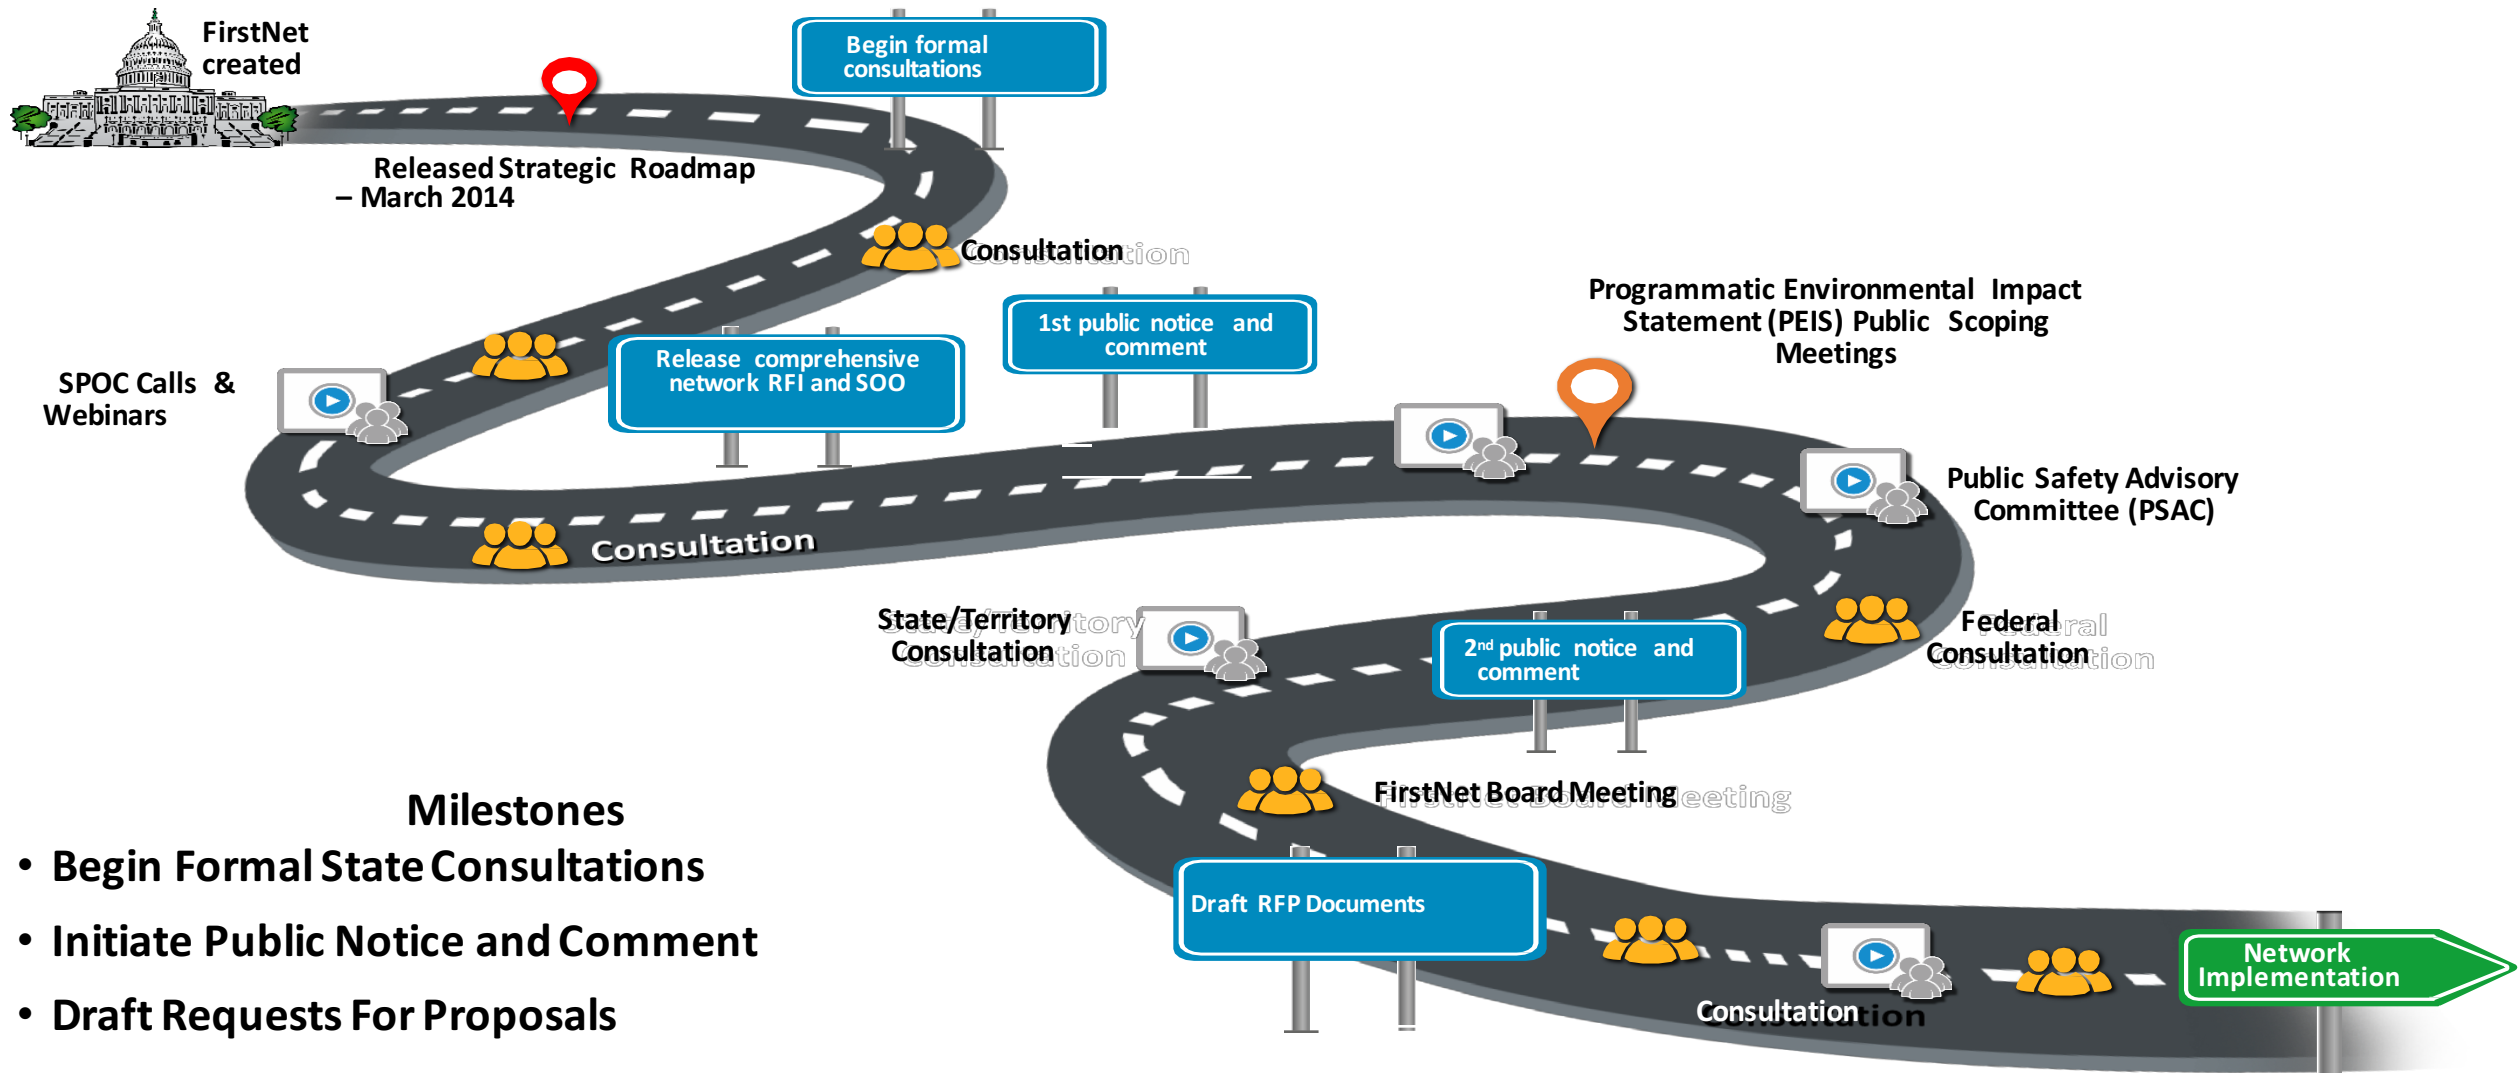 FirstNet
created
Begin formal
consultations
Released Strategic Roadmap
– March 2014
Consultation
1st public notice and
comment
Programmatic Environmental Impact
Statement (PEIS) Public Scoping
Meetings
Release comprehensive
network RFI and SOO
SPOC Calls &
Webinars
Public Safety Advisory
Committee (PSAC)
Consultation
State/Territory
Consultation
2nd public notice and
comment
Federal
Consultation
FirstNet Board Meeting
Milestones
• Begin Formal State Consultations
• Initiate Public Notice and Comment
• Draft Requests For Proposals
Draft RFP Documents
Consultation
Network
Implementation